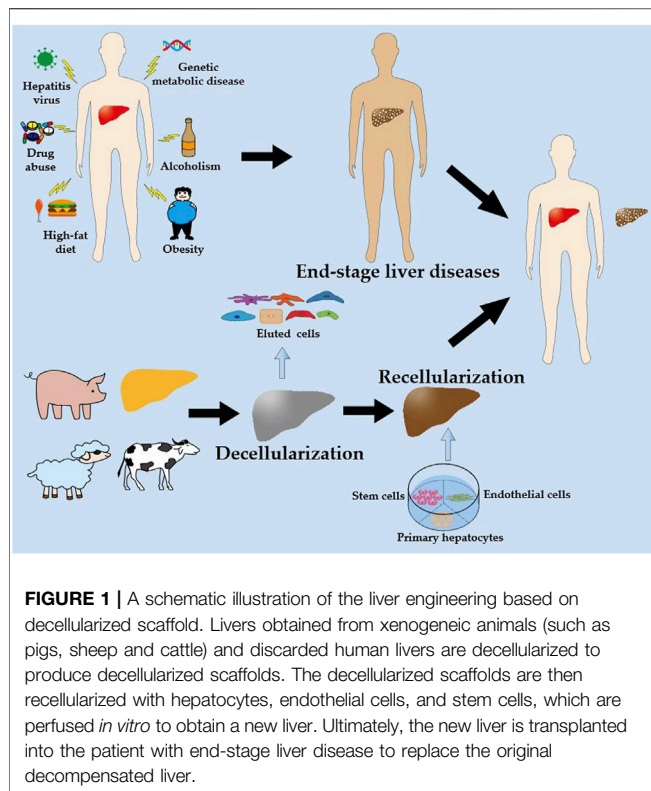 Hepatitis
virus
Genetic
metabolic disease
Drug
abuse
Alcoholism
High-fat
diet
Obesity
End-stage liver diseases
Eluted cells
Decellularization
Recellularization
Stem cells
Endothelial cells
Primary hepatocytes
FIGURE 1 | A schematic illustration of the liver engineering based on
decellularized scaffold. Livers obtained from xenogeneic animals (such as
pigs, sheep and cattle) and discarded human livers are decellularized to
produce decellularized scaffolds. The decellularized scaffolds are then
recellularized with hepatocytes, endothelial cells, and stem cells, which are
perfused in vitro to obtain a new liver. Ultimately, the new liver is transplanted
into the patient with end-stage liver disease to replace the original
decompensated liver.